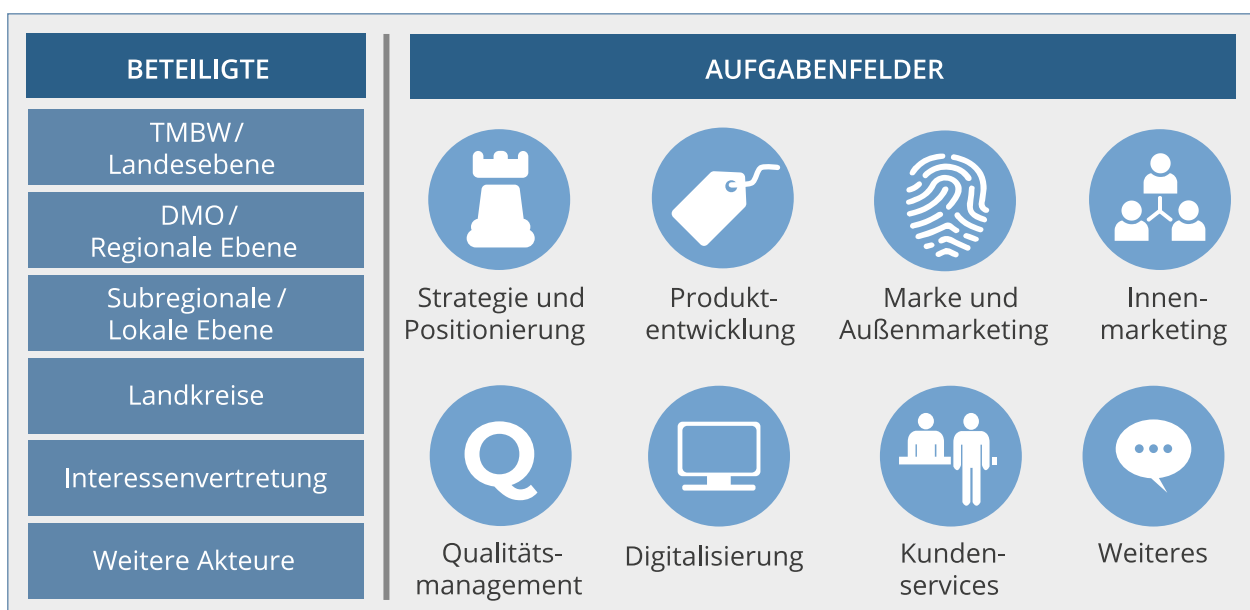 BETEILIGTE
TMBW /
Landesebene
DMO /
Regionale Ebene
Subregionale /
Lokale Ebene
Landkreise
Interessenvertretung
Weitere Akteure
AUFGABENFELDER
Strategie und
Positionierung
Produkt-
entwicklung
Marke und
Außenmarketing
Innen-
marketing
Q
Qualitäts-
management
Digitalisierung
Kunden-
services
Weiteres